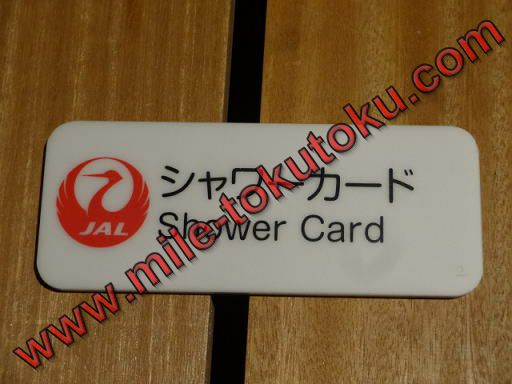 JAL
シャワーカード
Shower Card
www.mile-tokutoku.com